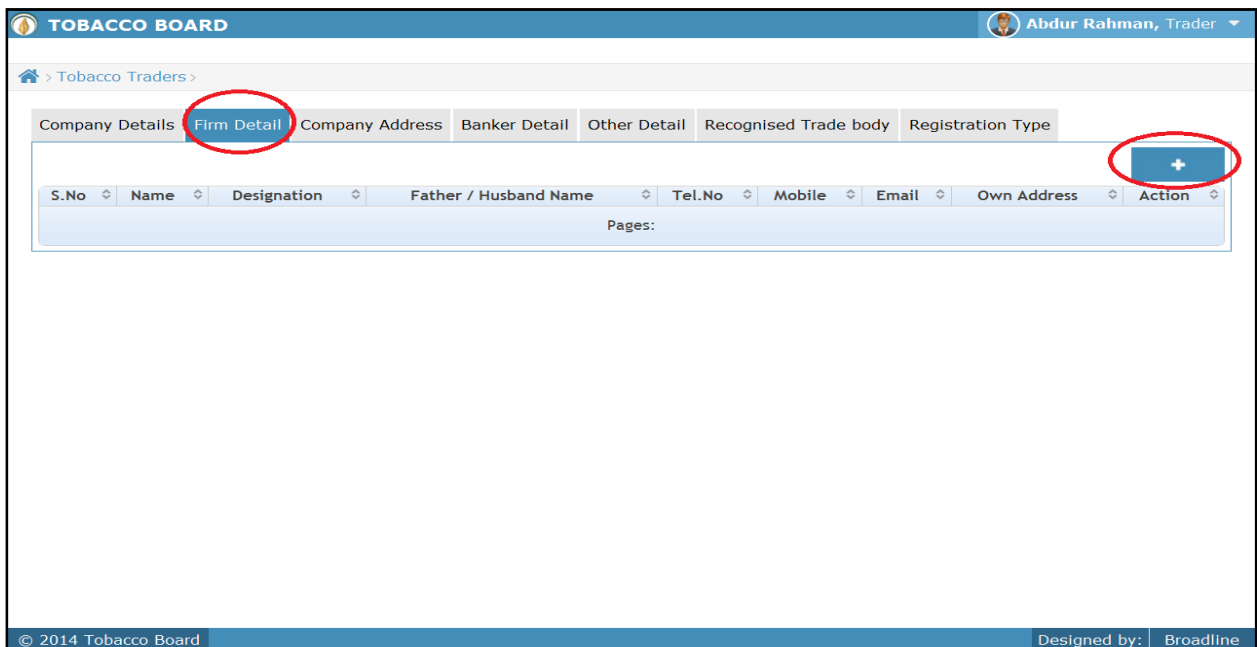 TOBACCO BOARD Abdur Rahman, Trader
> Tobacco Traders >
Company Details Firm Detail Company Address Banker Detail Other Detail Recognised Trade body Registration Type
+
S.No Name Designation Father / Husband Name Tel.No Mobile Email Own Address Action
Pages:
© 2014 Tobacco Board Designed by: Broadline